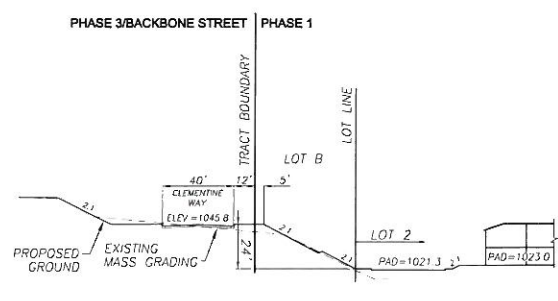 PHASE 3/BACKBONE STREET
PHASE 1
TRACT BOUNDARY
LOT LINE
LOT B
40'
12'
5'
CLEMENTINE
WAY
ELEV=1045.8
2:1
2:1
24'
2:1
LOT 2
PROPOSED
GROUND
EXISTING
MASS GRADING
PAD=1021.3
2:1
PAD=1023.0